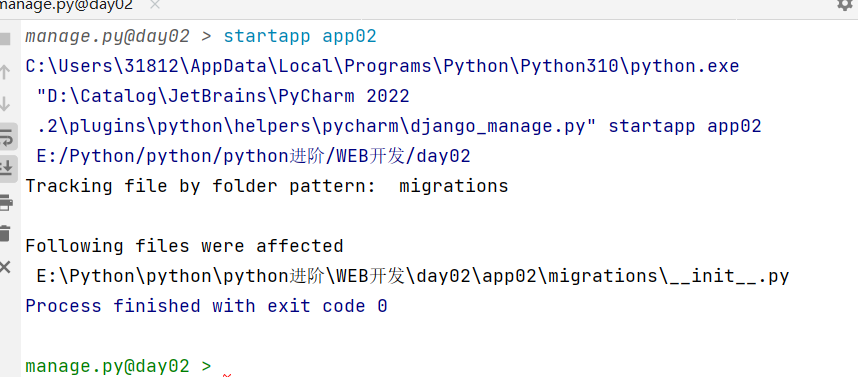 manage.py@day02
manage.py@day02 > startapp app02
C:\Users\31812\AppData\Local\Programs\Python\Python310\python.exe
"D:\Catalog\JetBrains\PyCharm 2022
.2\plugins\python\helpers\pycharm\django_manage.py" startapp app02
E:/Python/python/python进阶/WEB开发/day02
Tracking file by folder pattern:  migrations
Following files were affected
E:\Python\python\python进阶\WEB开发\day02\app02\migrations\__init__.py
Process finished with exit code 0
manage.py@day02 >